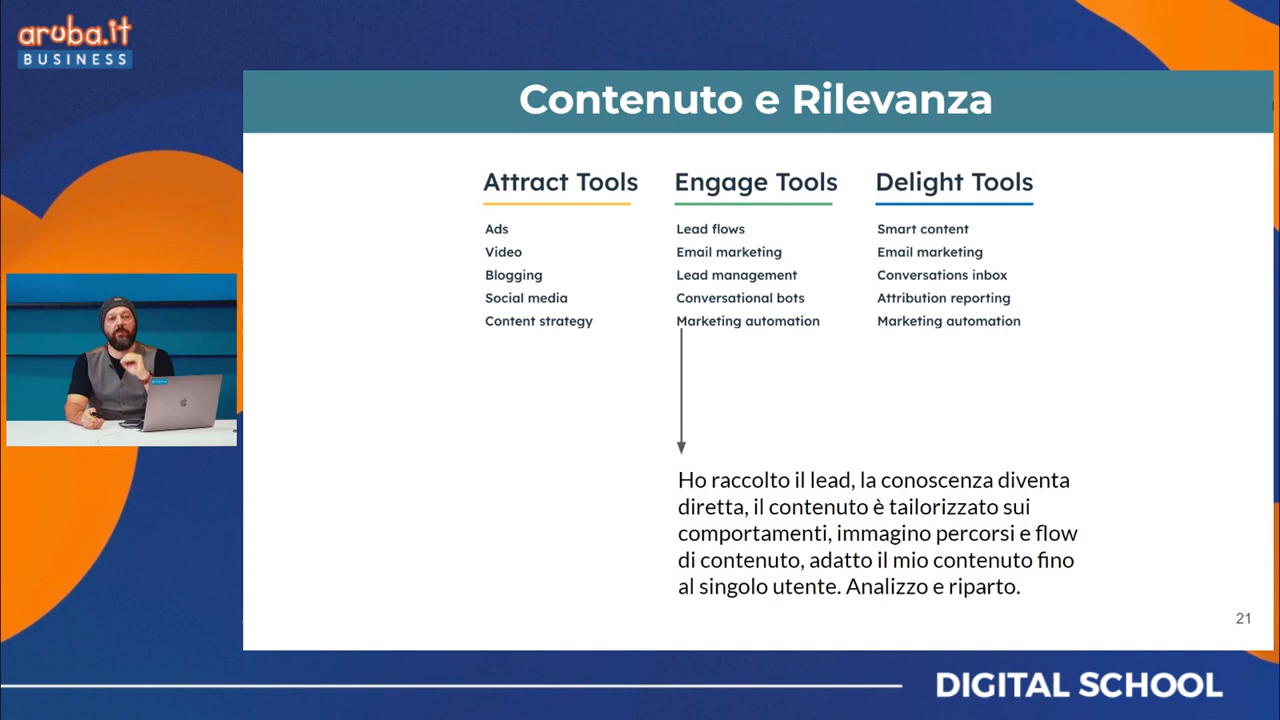 aruba.it
BUSINESS
Contenuto e Rilevanza
Attract Tools
Ads
Video
Blogging
Social media
Content strategy
Engage Tools
Lead flows
Email marketing
Lead management
Conversational bots
Marketing automation
Delight Tools
Smart content
Email marketing
Conversations inbox
Attribution reporting
Marketing automation
Ho raccolto il lead, la conoscenza diventa
diretta, il contenuto è tailorizzato sui
comportamenti, immagino percorsi e flow
di contenuto, adatto il mio contenuto fino
al singolo utente. Analizzo e riparto.
21
DIGITAL SCHOOL